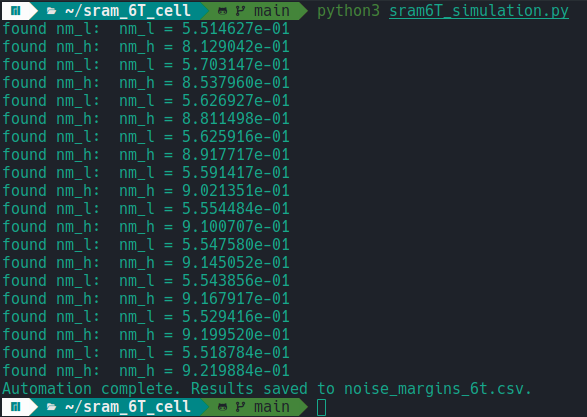 ~/sram_6T_cell main python3 sram6T_simulation.py
found nm_l:  nm_l = 5.514627e-01
found nm_h:  nm_h = 8.129042e-01
found nm_l:  nm_l = 5.703147e-01
found nm_h:  nm_h = 8.537960e-01
found nm_l:  nm_l = 5.626927e-01
found nm_h:  nm_h = 8.811498e-01
found nm_l:  nm_l = 5.625916e-01
found nm_h:  nm_h = 8.917717e-01
found nm_l:  nm_l = 5.591417e-01
found nm_h:  nm_h = 9.021351e-01
found nm_l:  nm_l = 5.554484e-01
found nm_h:  nm_h = 9.100707e-01
found nm_l:  nm_l = 5.547580e-01
found nm_h:  nm_h = 9.145052e-01
found nm_l:  nm_l = 5.543856e-01
found nm_h:  nm_h = 9.167917e-01
found nm_l:  nm_l = 5.529416e-01
found nm_h:  nm_h = 9.199520e-01
found nm_l:  nm_l = 5.518784e-01
found nm_h:  nm_h = 9.219884e-01
Automation complete. Results saved to noise_margins_6t.csv.
~/sram_6T_cell main